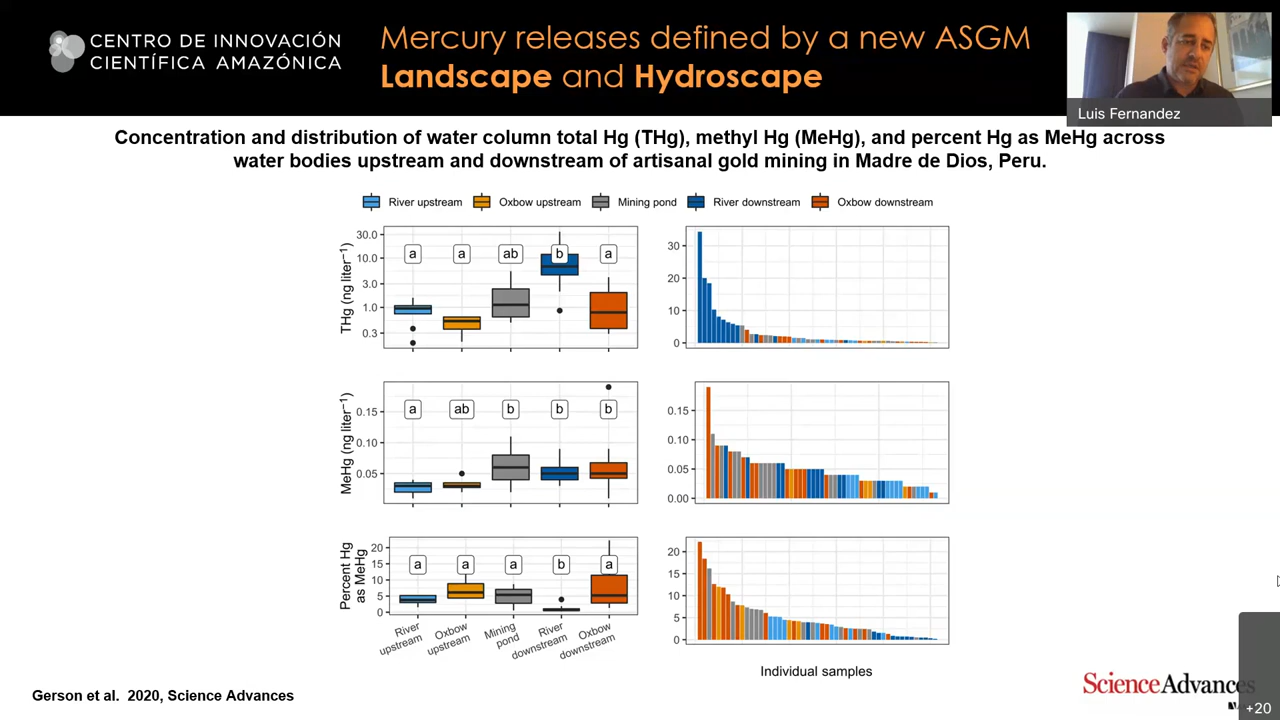 CENTRO DE INNOVACIÓN
CIENTÍFICA AMAZÓNICA
Mercury releases defined by a new ASGM
Landscape and Hydroscape
Luis Fernandez
Concentration and distribution of water column total Hg (THg), methyl Hg (MeHg), and percent Hg as MeHg across
water bodies upstream and downstream of artisanal gold mining in Madre de Dios, Peru.
River upstream Oxbow upstream Mining pond River downstream Oxbow downstream
THg (ng liter⁻¹)
30.0
10.0
3.0
1.0
0.3
a a ab b a
30
20
10
0
MeHg (ng liter⁻¹)
0.15
0.10
0.05
a ab b b b
0.15
0.10
0.05
0.00
Percent Hg
as MeHg
20
15
10
5
0
a a a b a
20
15
10
5
0
River
upstream
Oxbow
upstream
Mining
pond
River
downstream
Oxbow
downstream
Individual samples
Gerson et al. 2020, Science Advances
ScienceAdvances
+20